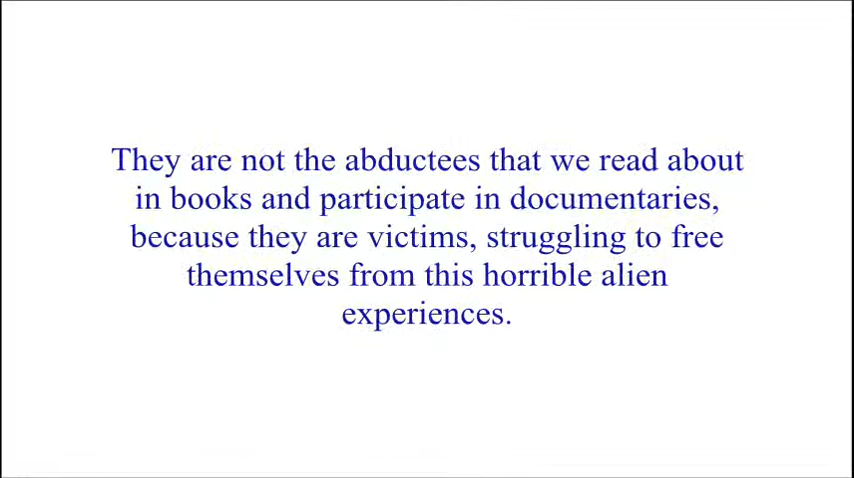 They are not the abductees that we read about
in books and participate in documentaries,
because they are victims, struggling to free
themselves from this horrible alien
experiences.